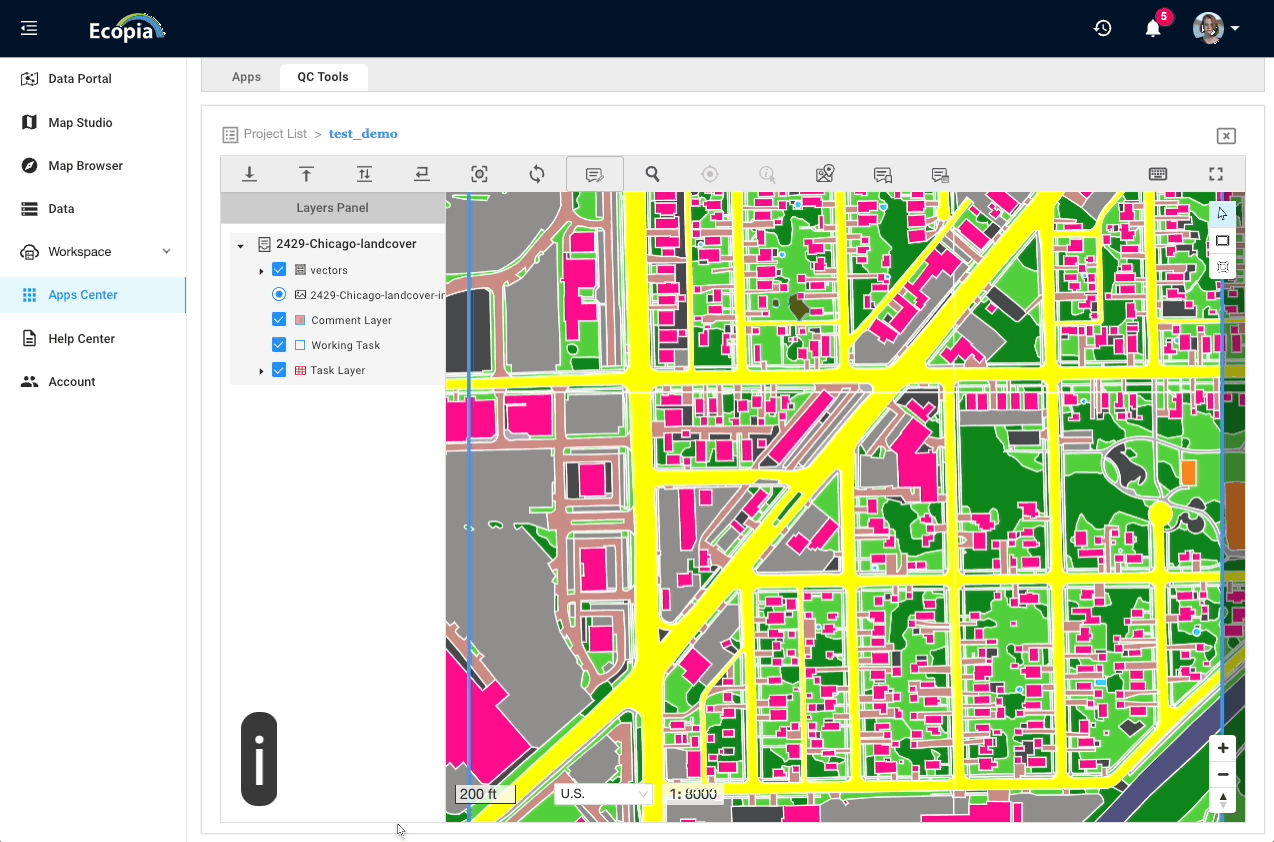 Ecopia
5
Data Portal
Map Studio
Map Browser
Data
Workspace
Apps Center
Help Center
Account
Apps
QC Tools
Project List > test_demo
Layers Panel
2429-Chicago-landcover
vectors
2429-Chicago-landcover-in
Comment Layer
Working Task
Task Layer
i
200 ft
U.S.
1: 8000